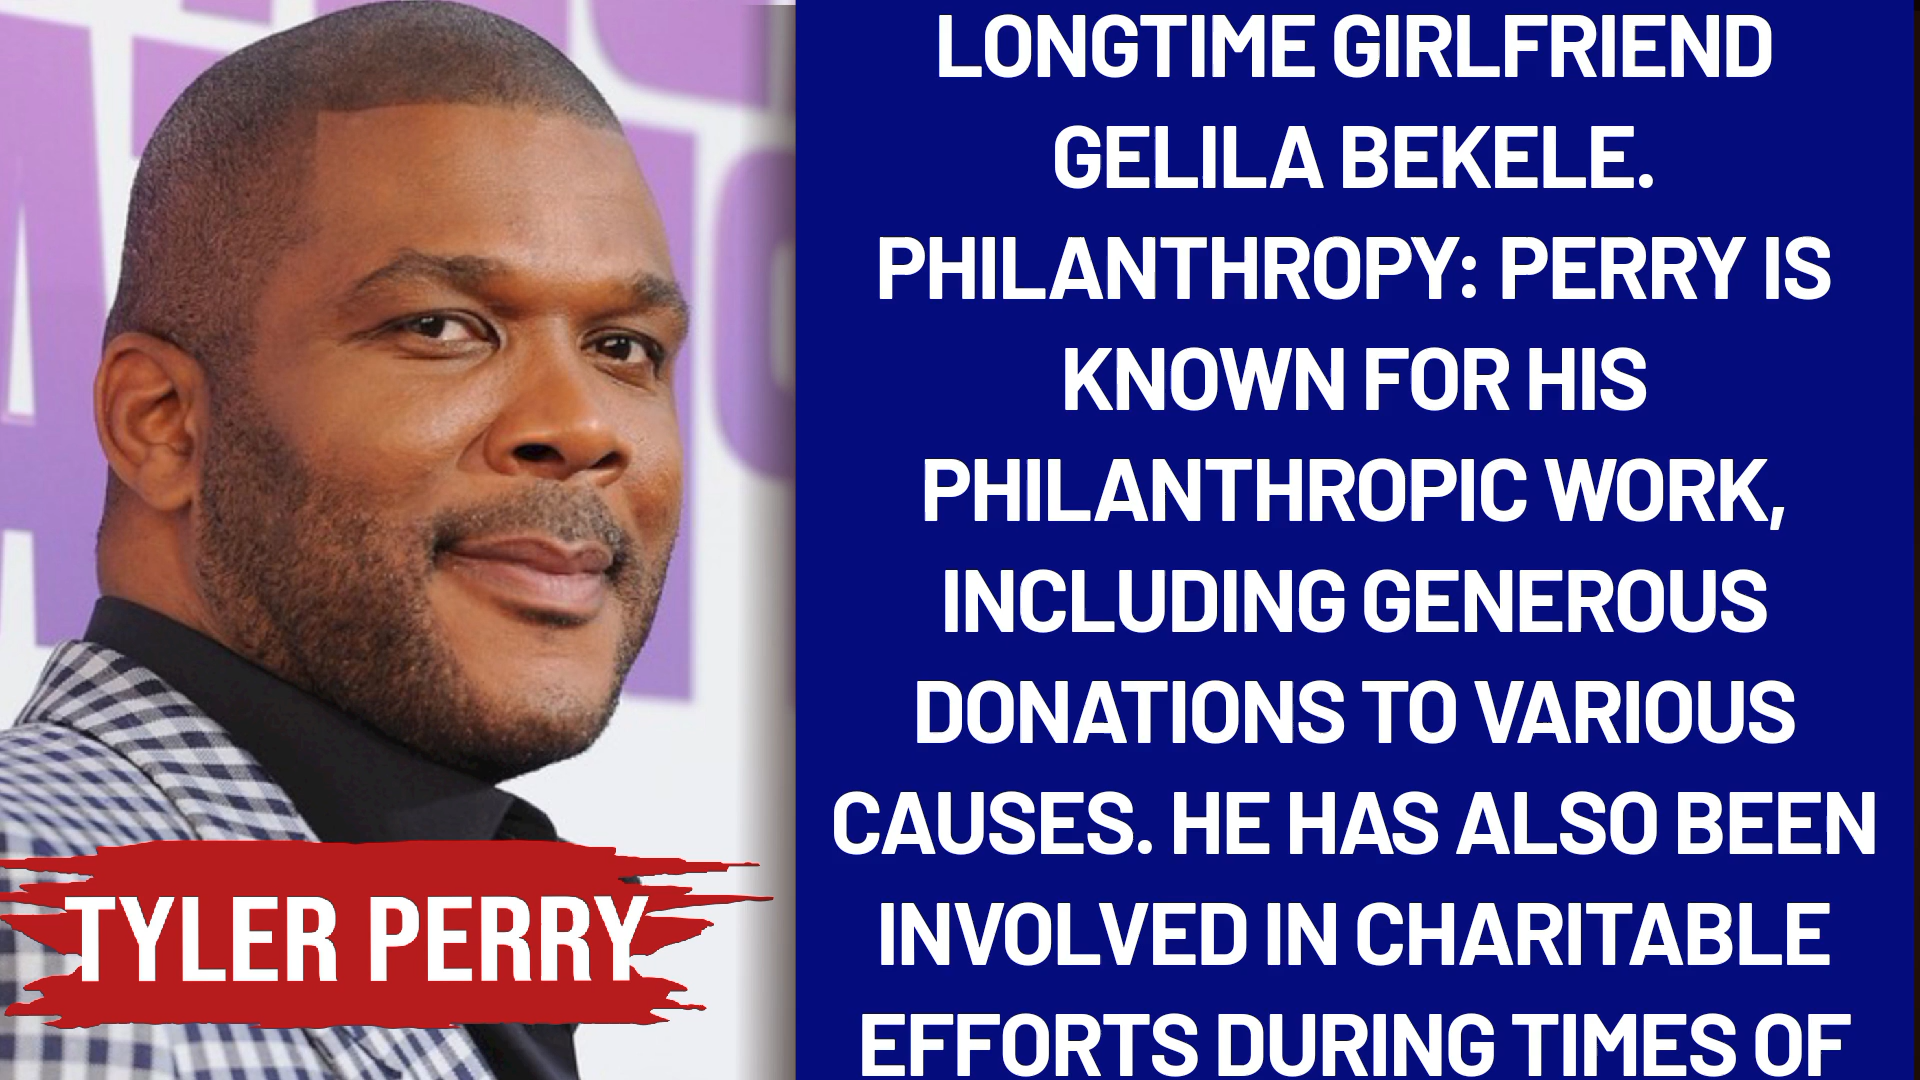 LONGTIME GIRLFRIEND
GELILA BEKELE.
PHILANTHROPY: PERRY IS
KNOWN FOR HIS
PHILANTHROPIC WORK,
INCLUDING GENEROUS
DONATIONS TO VARIOUS
CAUSES. HE HAS ALSO BEEN
INVOLVED IN CHARITABLE
EFFORTS DURING TIMES OF
TYLER PERRY